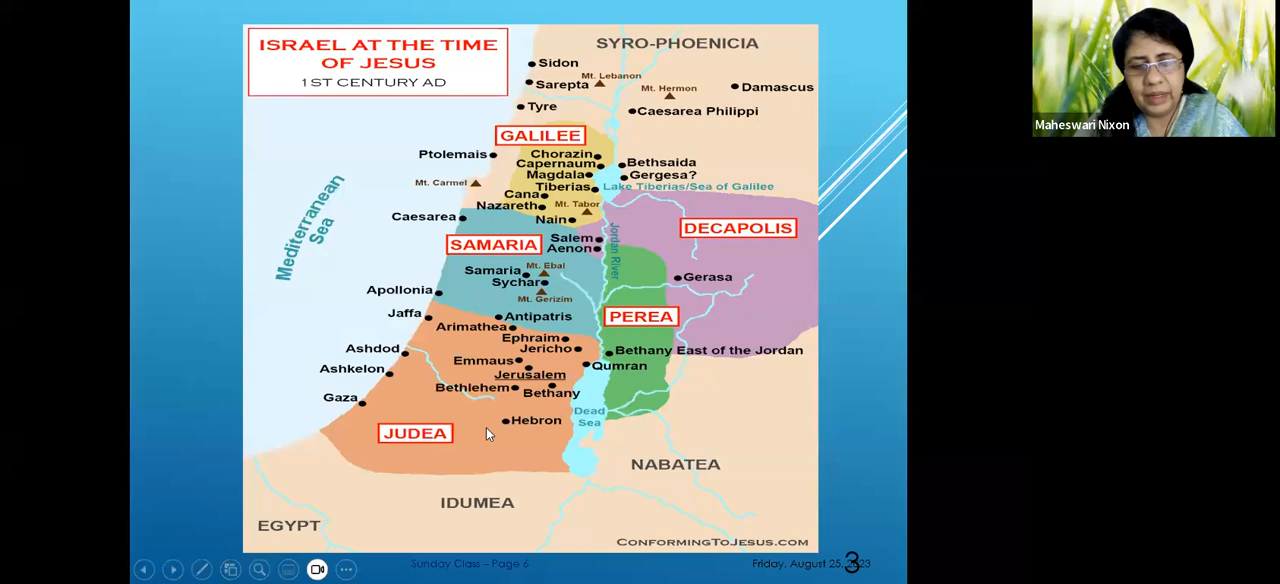 ISRAEL AT THE TIME
OF JESUS
1ST CENTURY AD
SYRO-PHOENICIA
Sidon
Mt. Lebanon
Sarepta
Mt. Hermon
Damascus
Tyre
Caesarea Philippi
GALILEE
Ptolemais
Chorazin
Capernaum
Bethsaida
Magdala
Gergesa?
Mt. Carmel
Tiberias
Lake Tiberias/Sea of Galilee
Cana
Nazareth
Mt. Tabor
Mediterranean
Sea
Caesarea
Nain
DECAPOLIS
SAMARIA
Salem
Aenon
Jordan River
Mt. Ebal
Samaria
Sychar
Gerasa
Apollonia
Mt. Gerizim
Jaffa
Antipatris
PEREA
Arimathea
Ephraim
Ashdod
Jericho
Bethany East of the Jordan
Emmaus
Qumran
Ashkelon
Jerusalem
Bethlehem
Bethany
Gaza
Dead
Sea
Hebron
JUDEA
NABATEA
IDUMEA
EGYPT
ConformingToJesus.com
Sunday Class – Page 6
Friday, August 25, 2023
3
Maheswari Nixon